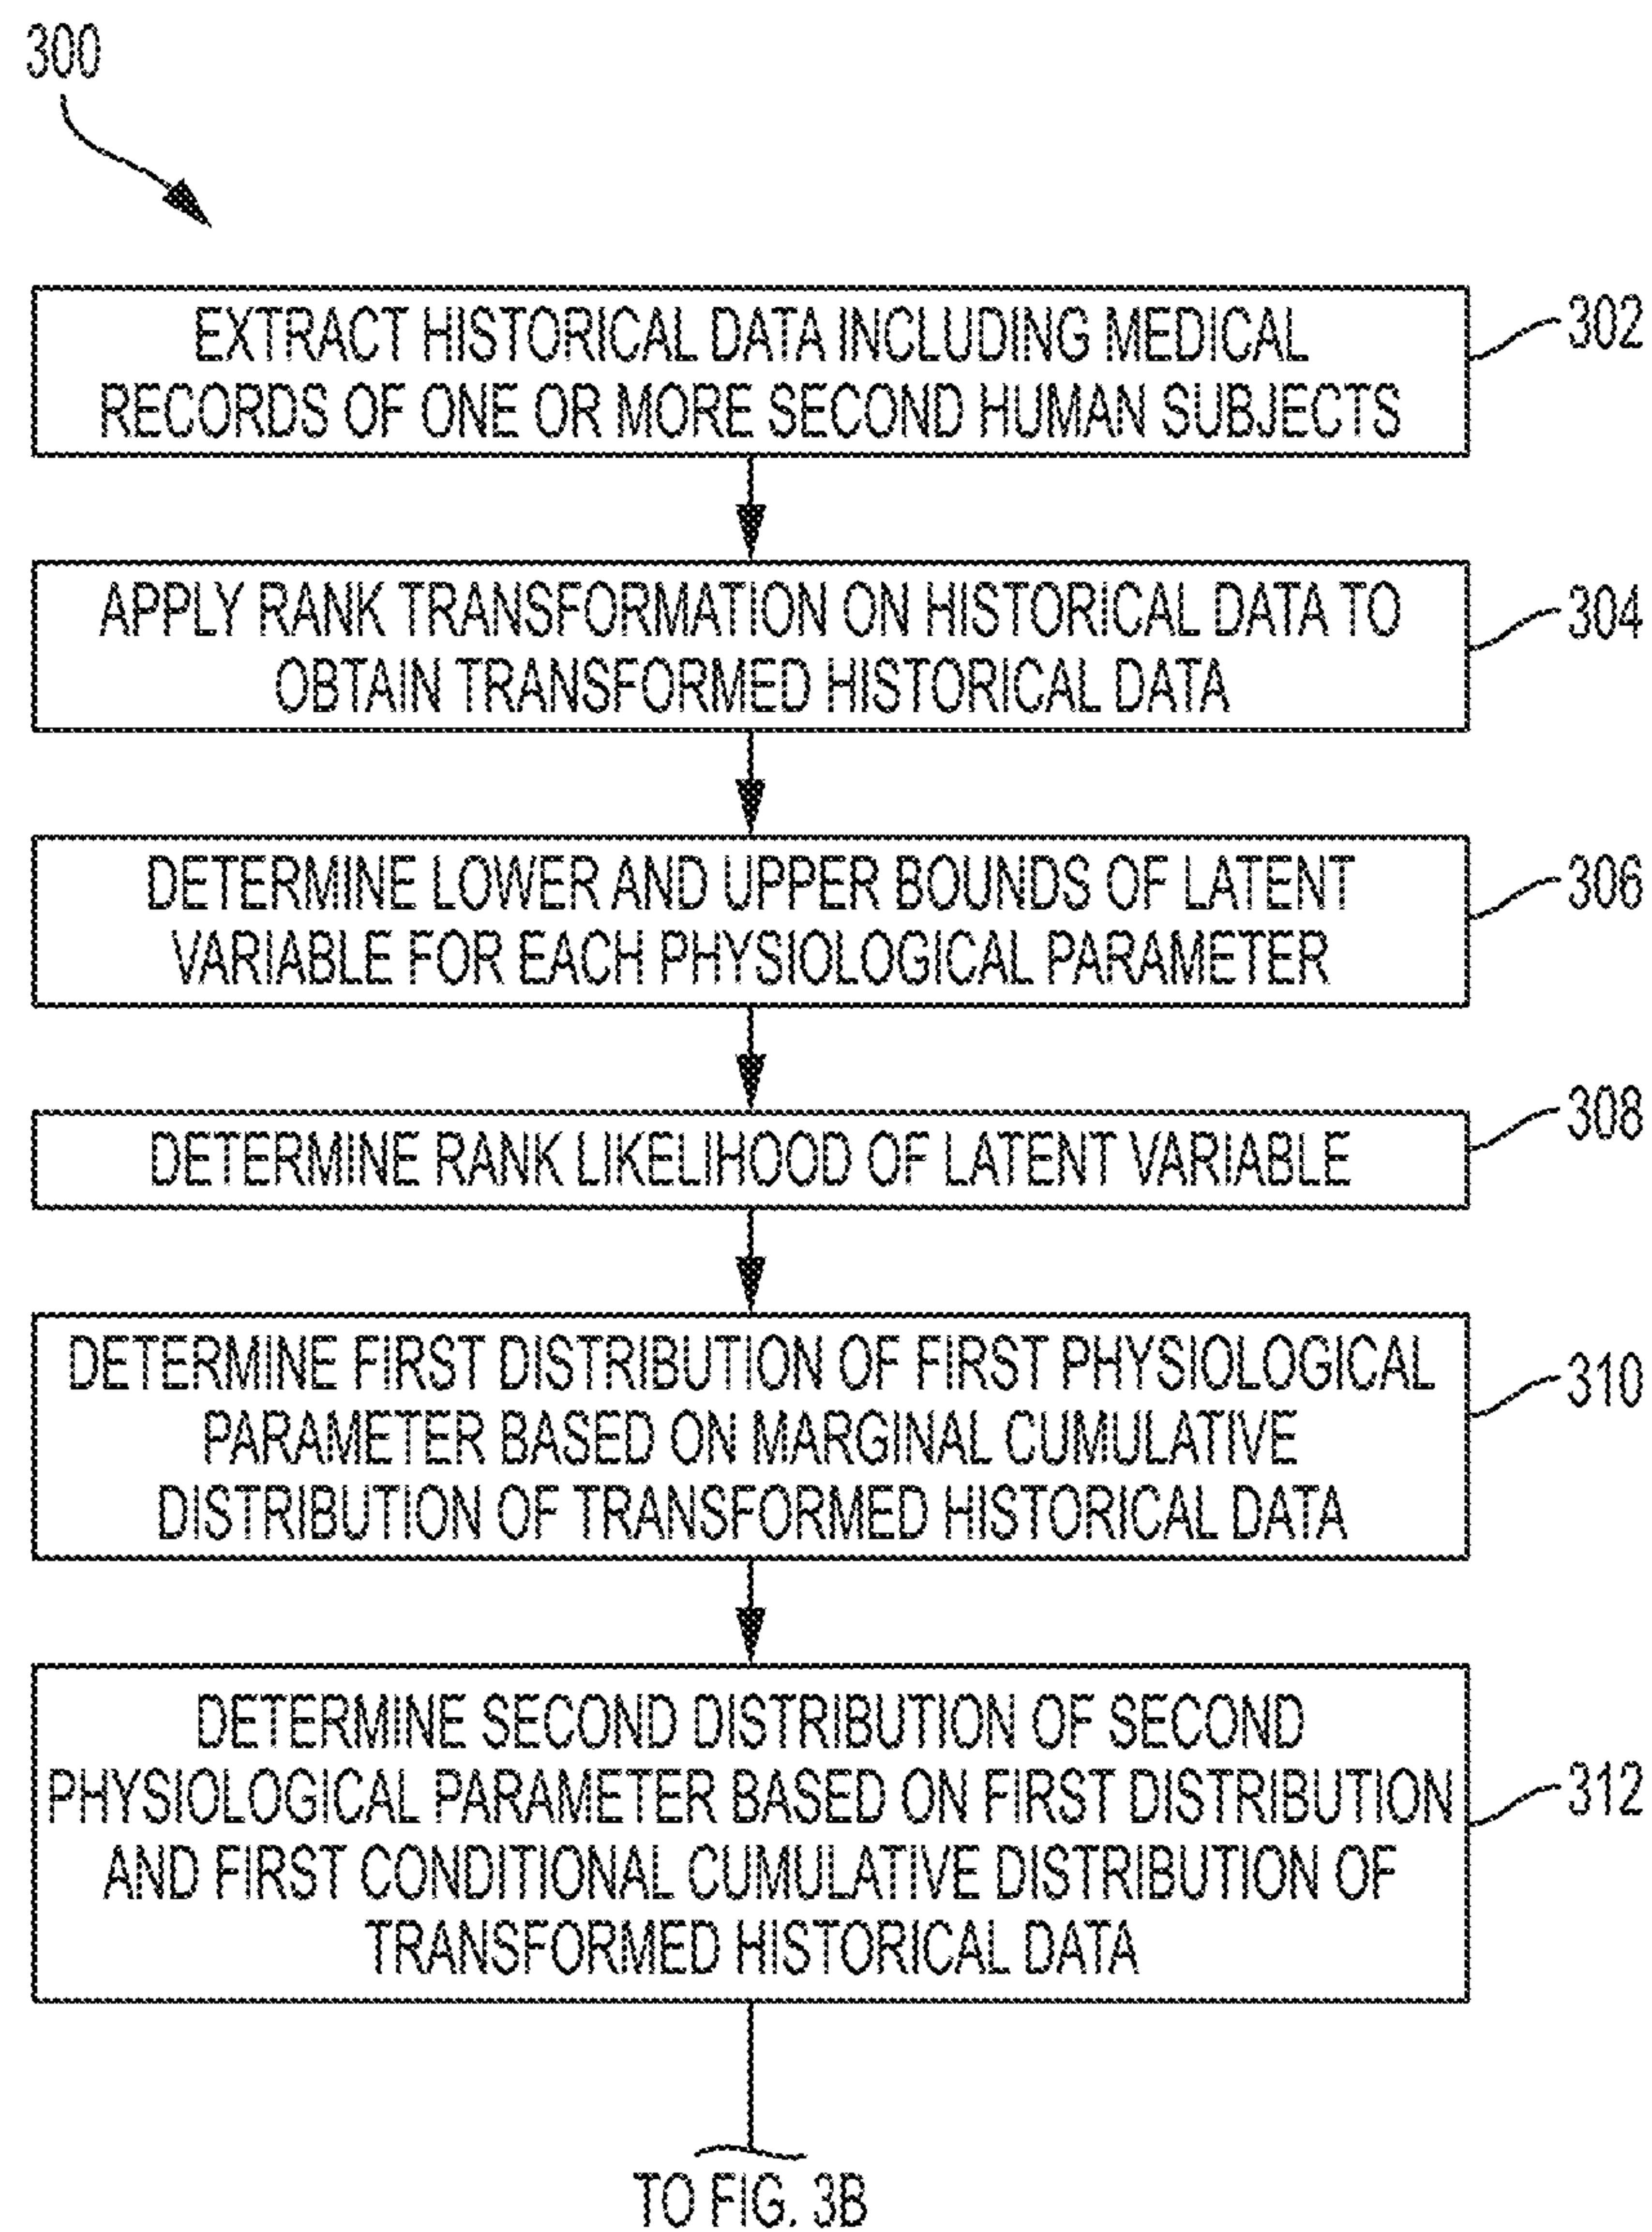 300
EXTRACT HISTORICAL DATA INCLUDING MEDICAL
RECORDS OF ONE OR MORE SECOND HUMAN SUBJECTS
302
APPLY RANK TRANSFORMATION ON HISTORICAL DATA TO
OBTAIN TRANSFORMED HISTORICAL DATA
304
DETERMINE LOWER AND UPPER BOUNDS OF LATENT
VARIABLE FOR EACH PHYSIOLOGICAL PARAMETER
306
DETERMINE RANK LIKELIHOOD OF LATENT VARIABLE
308
DETERMINE FIRST DISTRIBUTION OF FIRST PHYSIOLOGICAL
PARAMETER BASED ON MARGINAL CUMULATIVE
DISTRIBUTION OF TRANSFORMED HISTORICAL DATA
310
DETERMINE SECOND DISTRIBUTION OF SECOND
PHYSIOLOGICAL PARAMETER BASED ON FIRST DISTRIBUTION
AND FIRST CONDITIONAL CUMULATIVE DISTRIBUTION OF
TRANSFORMED HISTORICAL DATA
312
TO FIG. 3B